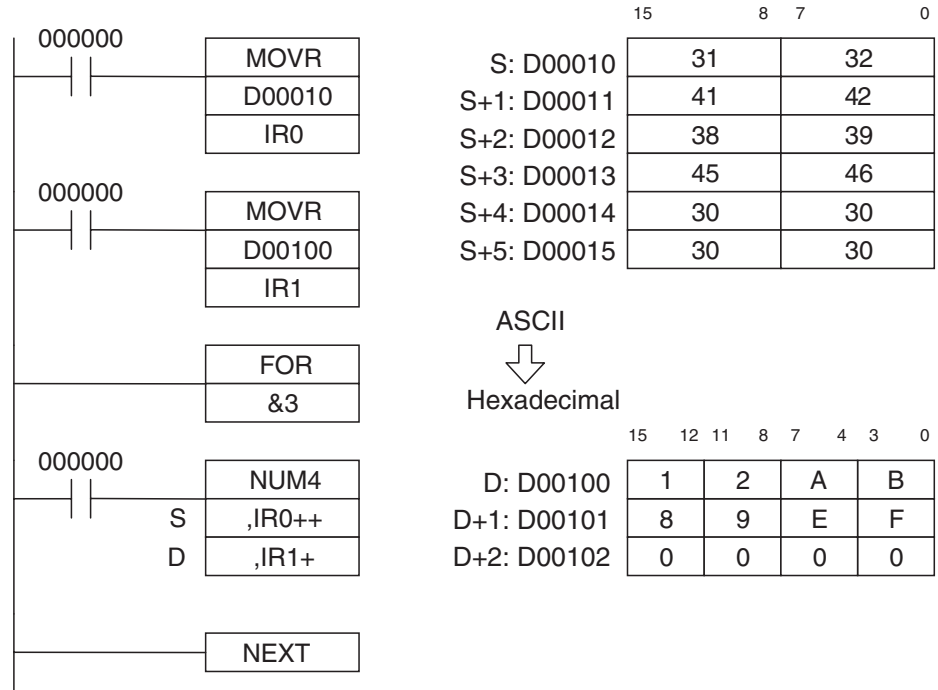 000000
MOVR
D00010
IR0
000000
MOVR
D00100
IR1
FOR
&3
000000
NUM4
S ,IR0++
D ,IR1+
NEXT
15 8 7 0
S: D00010 31 32
S+1: D00011 41 42
S+2: D00012 38 39
S+3: D00013 45 46
S+4: D00014 30 30
S+5: D00015 30 30
ASCII
Hexadecimal
15 12 11 8 7 4 3 0
D: D00100 1 2 A B
D+1: D00101 8 9 E F
D+2: D00102 0 0 0 0